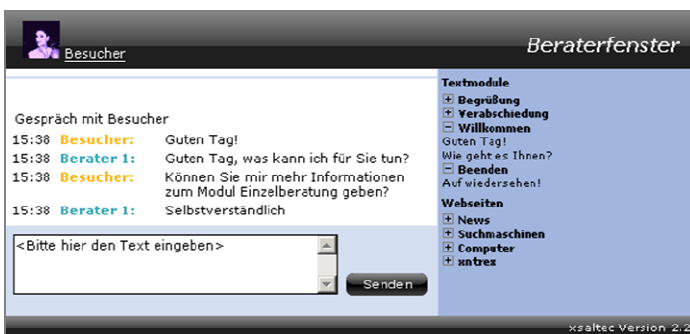 Besucher
Beraterfenster
Gespräch mit Besucher
15:38 Besucher: Guten Tag!
15:38 Berater 1: Guten Tag, was kann ich für Sie tun?
15:38 Besucher: Können Sie mir mehr Informationen
zum Modul Einzelberatung geben?
15:38 Berater 1: Selbstverständlich
<Bitte hier den Text eingeben>
Senden
Textmodule
Begrüßung
Verabschiedung
Willkommen
Guten Tag!
Wie geht es Ihnen?
Beenden
Auf wiedersehen!
Webseiten
News
Suchmaschinen
Computer
xntrex
xsaltec Version 2.2